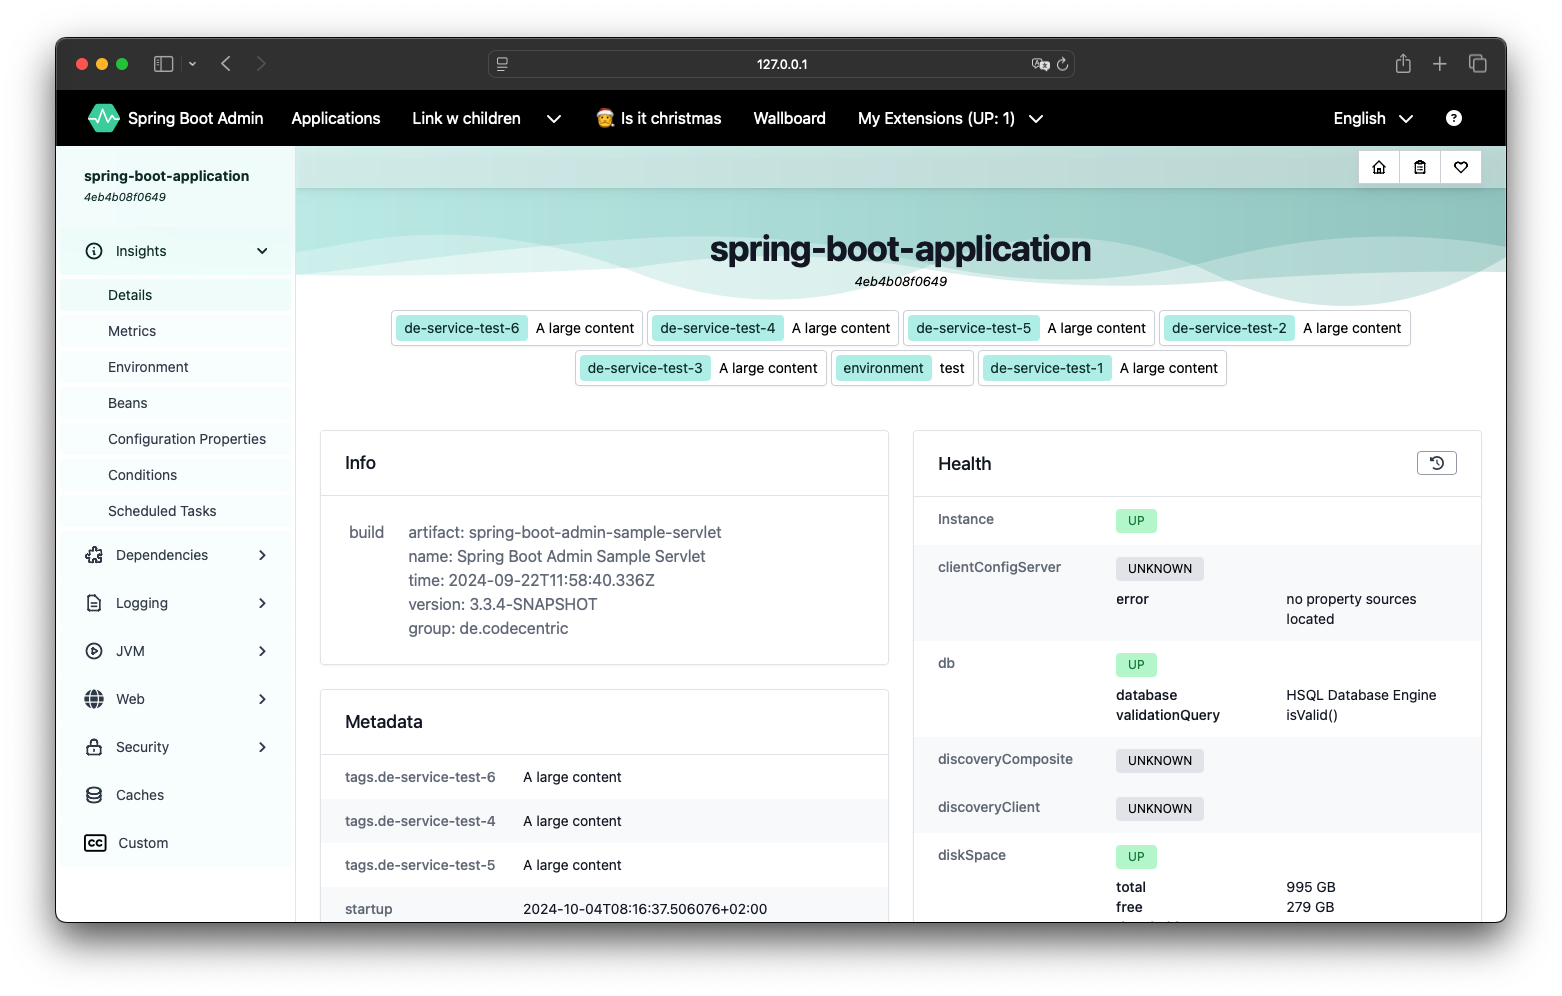 127.0.0.1
Spring Boot Admin Applications Link w children Is it christmas Wallboard My Extensions (UP: 1) English
spring-boot-application
4eb4b08f0649
Insights
Details
Metrics
Environment
Beans
Configuration Properties
Conditions
Scheduled Tasks
Dependencies
Logging
JVM
Web
Security
Caches
CC Custom
spring-boot-application
4eb4b08f0649
de-service-test-6 A large content de-service-test-4 A large content de-service-test-5 A large content de-service-test-2 A large content
de-service-test-3 A large content environment test de-service-test-1 A large content
Info
build artifact: spring-boot-admin-sample-servlet
name: Spring Boot Admin Sample Servlet
time: 2024-09-22T11:58:40.336Z
version: 3.3.4-SNAPSHOT
group: de.codecentric
Metadata
tags.de-service-test-6 A large content
tags.de-service-test-4 A large content
tags.de-service-test-5 A large content
startup 2024-10-04T08:16:37.506076+02:00
Health
Instance UP
clientConfigServer UNKNOWN
error no property sources
located
db UP
database HSQL Database Engine
validationQuery isValid()
discoveryComposite UNKNOWN
discoveryClient UNKNOWN
diskSpace UP
total 995 GB
free 279 GB